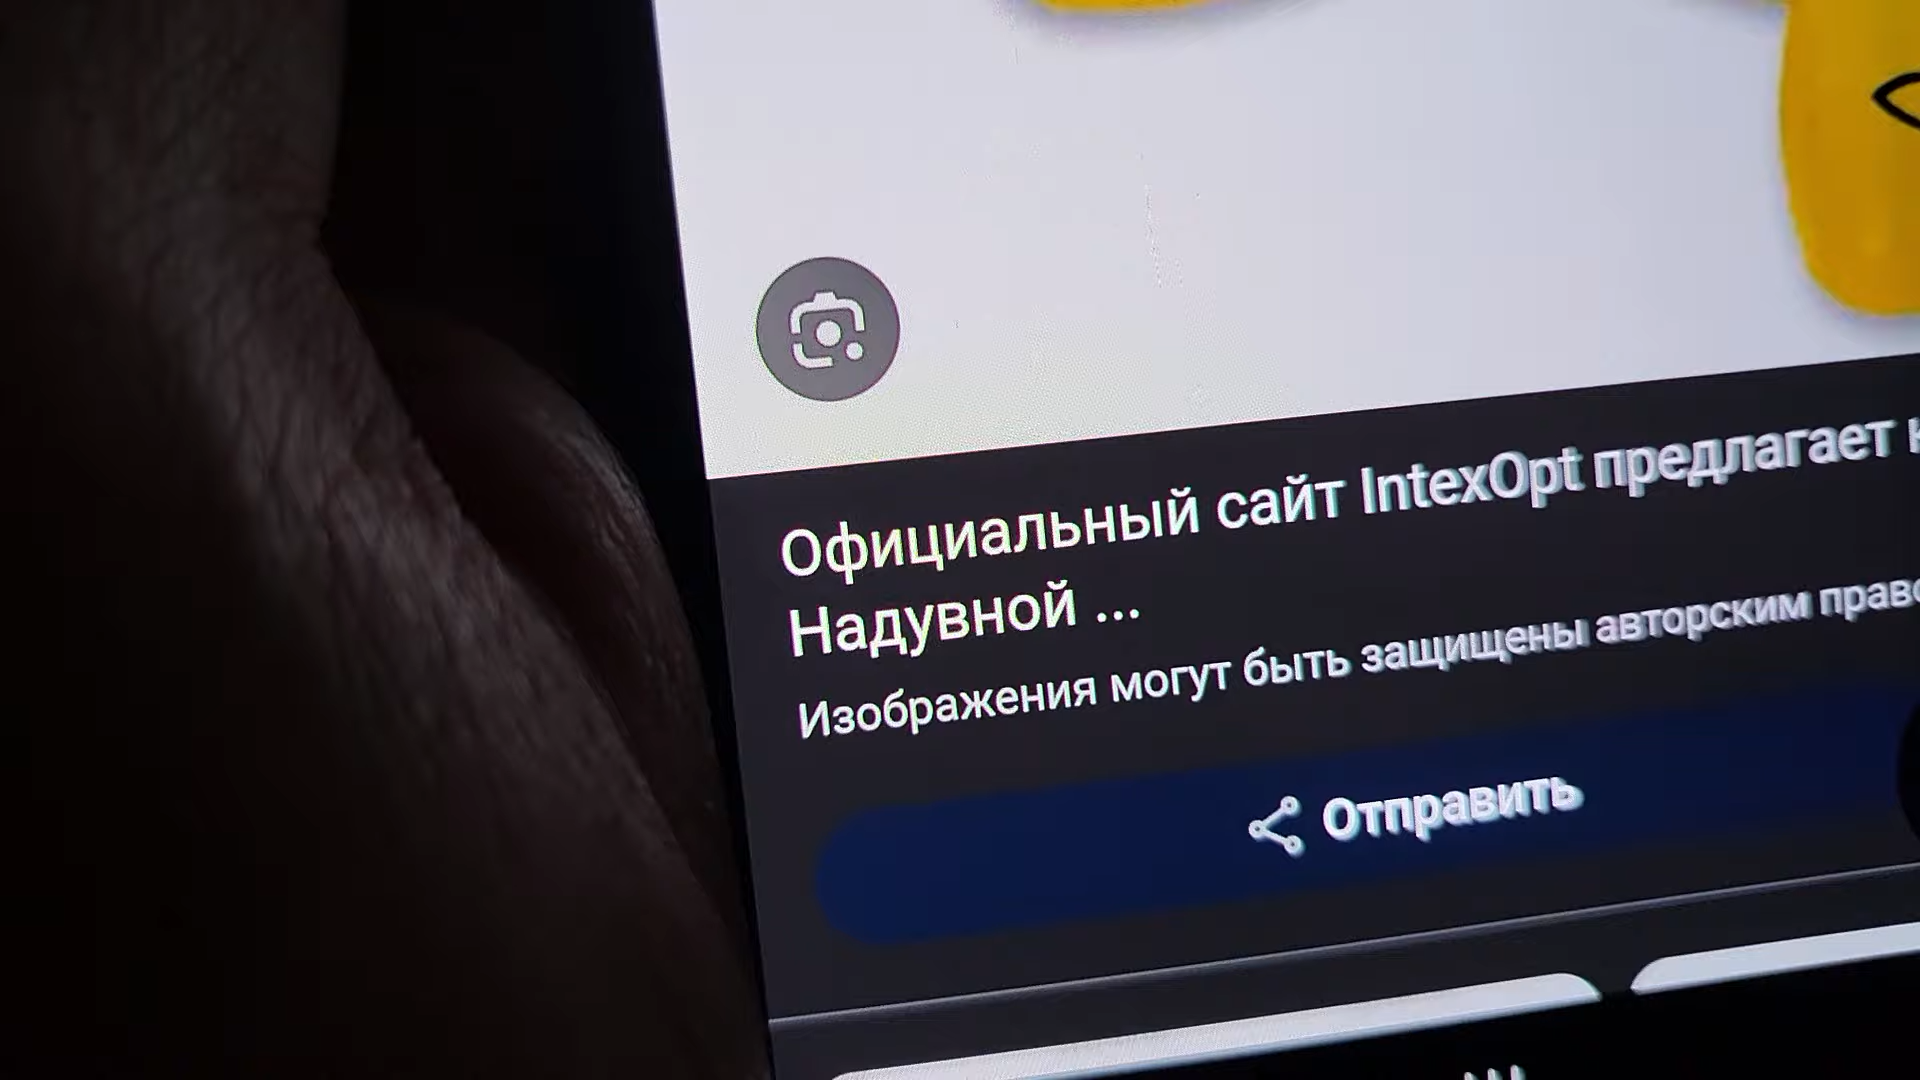 Официальный сайт IntexOpt предлагает
Надувной ...
Изображения могут быть защищены авторским
Отправить